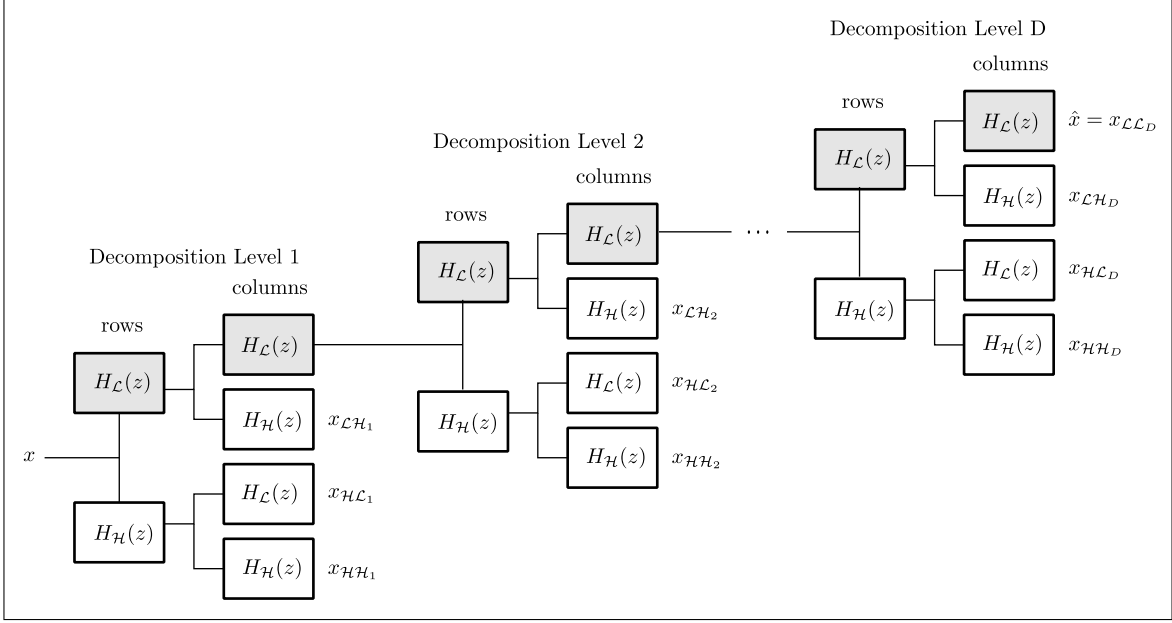 Decomposition Level D
columns
rows
H_ℒ(z)
x̂ = x_ℒℒ_D
H_ℒ(z)
H_ℋ(z)
x_ℒℋ_D
H_ℒ(z)
x_ℋℒ_D
H_ℋ(z)
H_ℋ(z)
x_ℋℋ_D
Decomposition Level 2
columns
rows
H_ℒ(z)
···
H_ℒ(z)
H_ℋ(z)
x_ℒℋ_2
H_ℒ(z)
x_ℋℒ_2
H_ℋ(z)
H_ℋ(z)
x_ℋℋ_2
Decomposition Level 1
columns
rows
H_ℒ(z)
H_ℒ(z)
H_ℋ(z)
x_ℒℋ_1
x
H_ℒ(z)
x_ℋℒ_1
H_ℋ(z)
H_ℋ(z)
x_ℋℋ_1